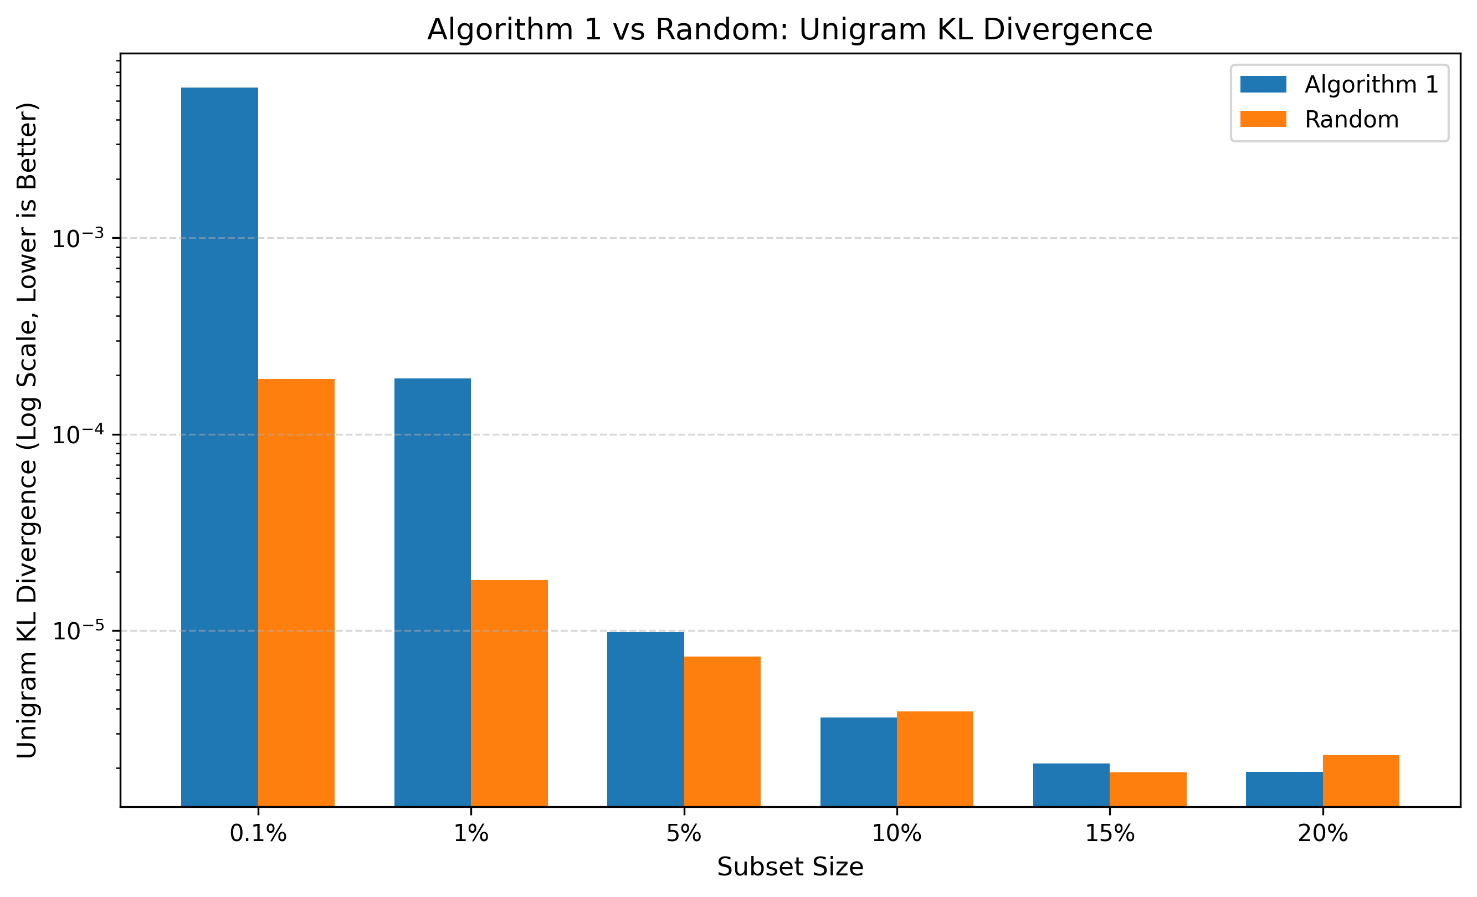 Algorithm 1 vs Random: Unigram KL Divergence
Algorithm 1
Random
Unigram KL Divergence (Log Scale, Lower is Better)
10⁻³
10⁻⁴
10⁻⁵
0.1% 1% 5% 10% 15% 20%
Subset Size